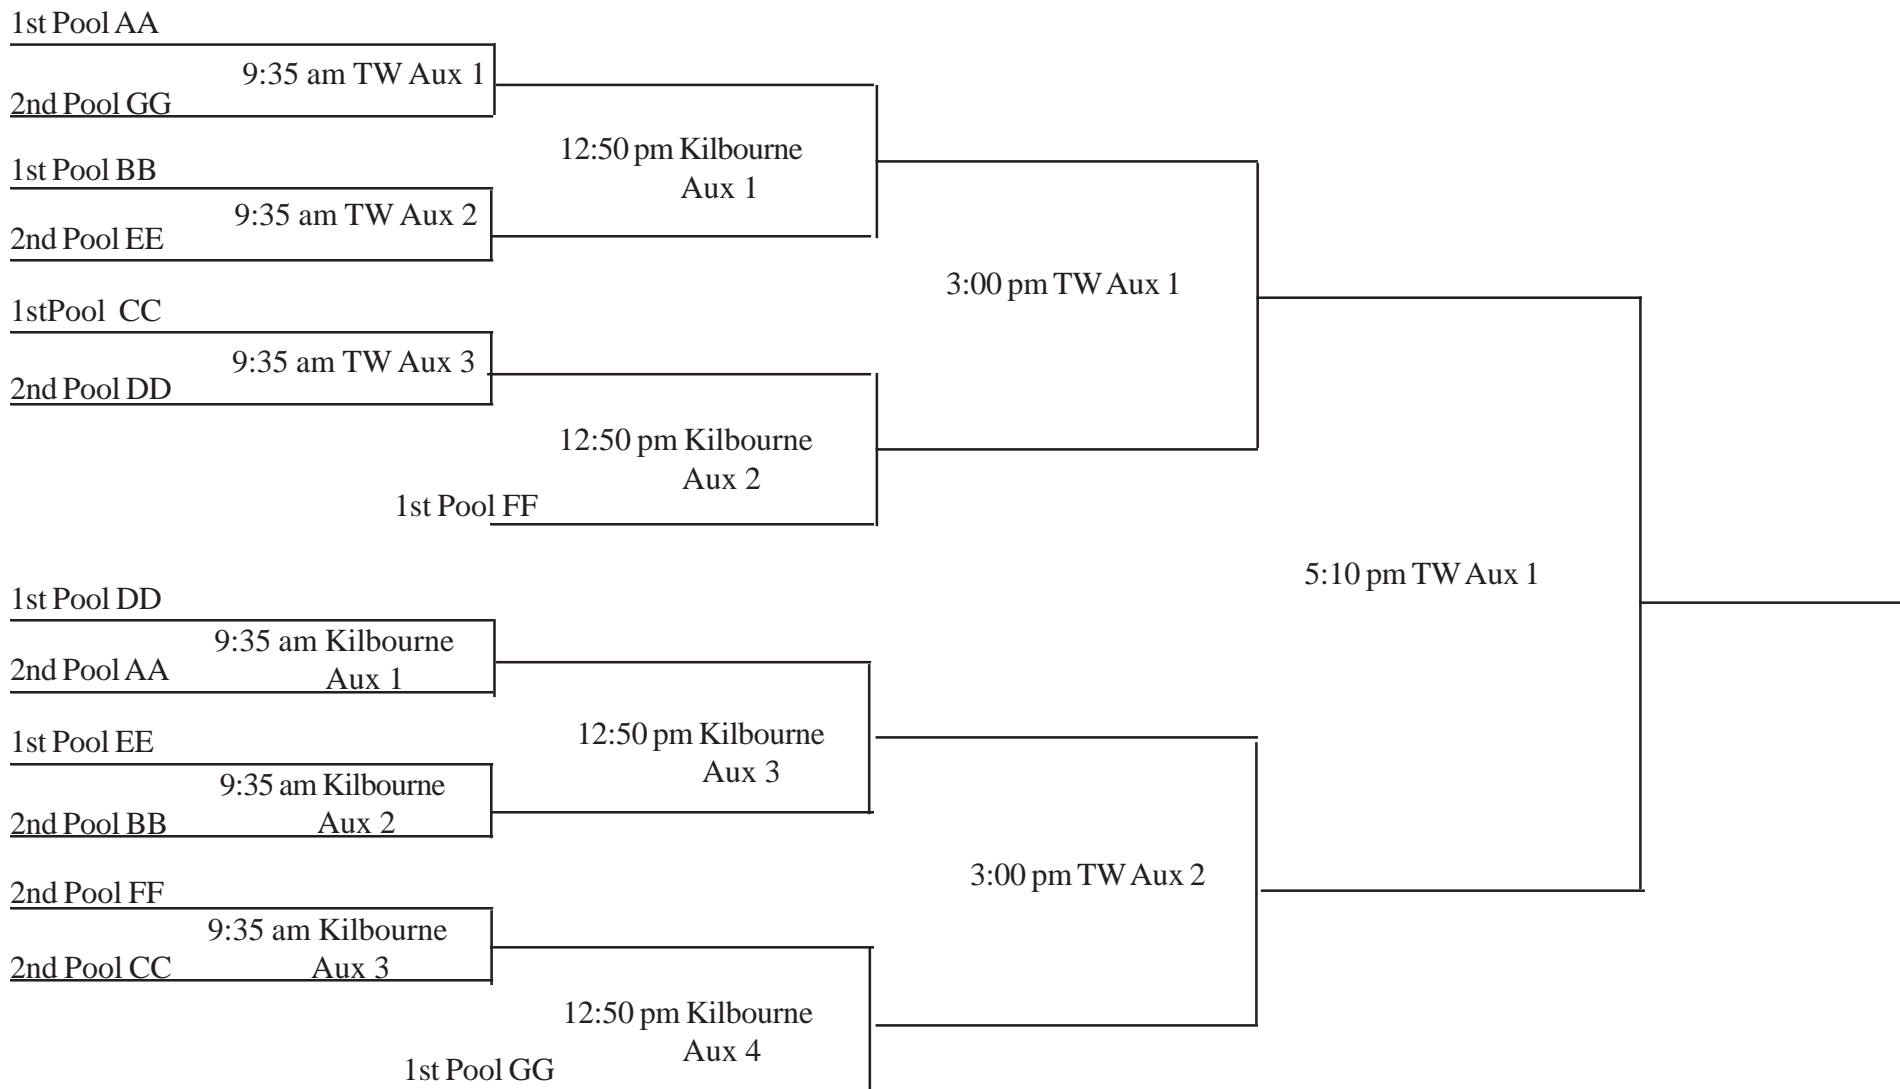 1st Pool AA
9:35 am TW Aux 1
2nd Pool GG
12:50 pm Kilbourne
Aux 1
1st Pool BB
9:35 am TW Aux 2
2nd Pool EE
3:00 pm TW Aux 1
1stPool  CC
9:35 am TW Aux 3
2nd Pool DD
12:50 pm Kilbourne
Aux 2
1st Pool FF
5:10 pm TW Aux 1
1st Pool DD
9:35 am Kilbourne
Aux 1
2nd Pool AA
12:50 pm Kilbourne
Aux 3
1st Pool EE
9:35 am Kilbourne
Aux 2
2nd Pool BB
3:00 pm TW Aux 2
2nd Pool FF
9:35 am Kilbourne
Aux 3
2nd Pool CC
12:50 pm Kilbourne
Aux 4
1st Pool GG